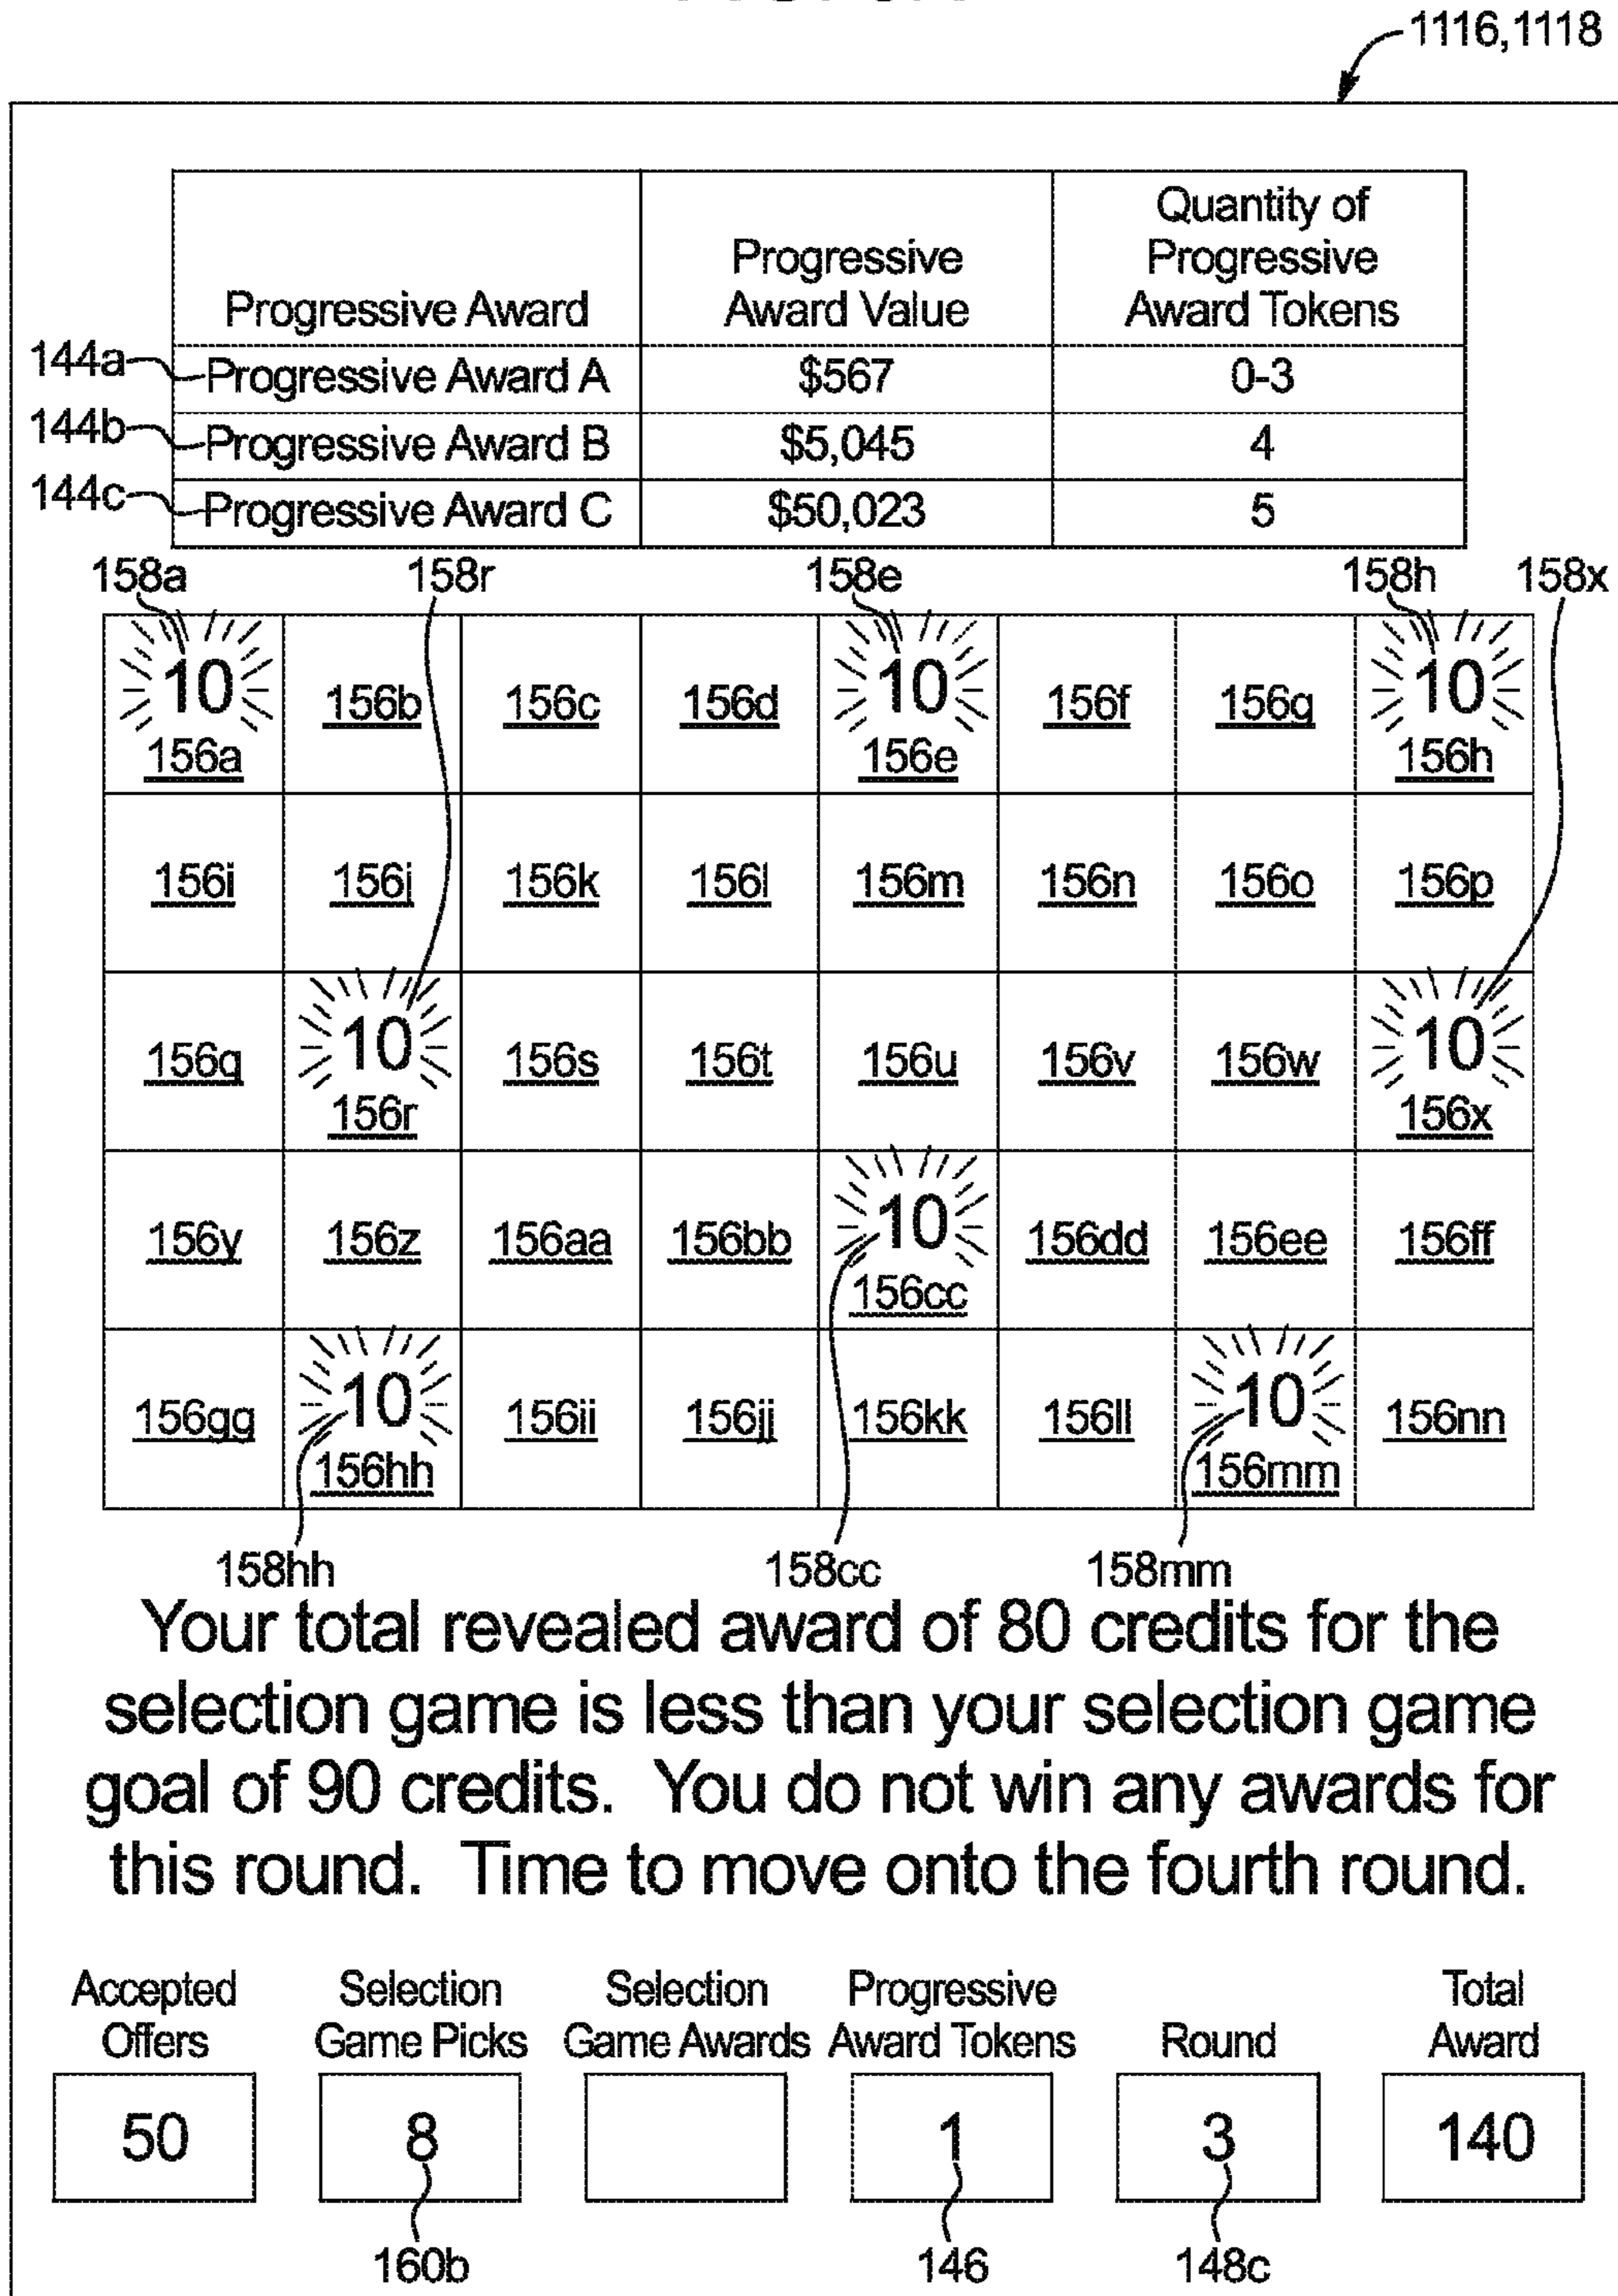 1116,1118
Quantity of
Progressive Progressive
Progressive Award Award Value Award Tokens
144a Progressive Award A $567 0-3
144b Progressive Award B $5,045 4
144c Progressive Award C $50,023 5
158a 158r 158e 158h 158x
10 10 10
156b 156c 156d 156f 156g
156a 156e 156h
156i 156j 156k 156l 156m 156n 156o 156p
10 10
156q 156s 156t 156u 156v 156w
156r 156x
10
156y 156z 156aa 156bb 156dd 156ee 156ff
156cc
10 10
156gg 156ii 156jj 156kk 156ll 156nn
156hh 156mm
158hh 158cc 158mm
Your total revealed award of 80 credits for the
selection game is less than your selection game
goal of 90 credits. You do not win any awards for
this round. Time to move onto the fourth round.
Accepted Selection Selection Progressive Total
Offers Game Picks Game Awards Award Tokens Round Award
50 8 1 3 140
160b 146 148c